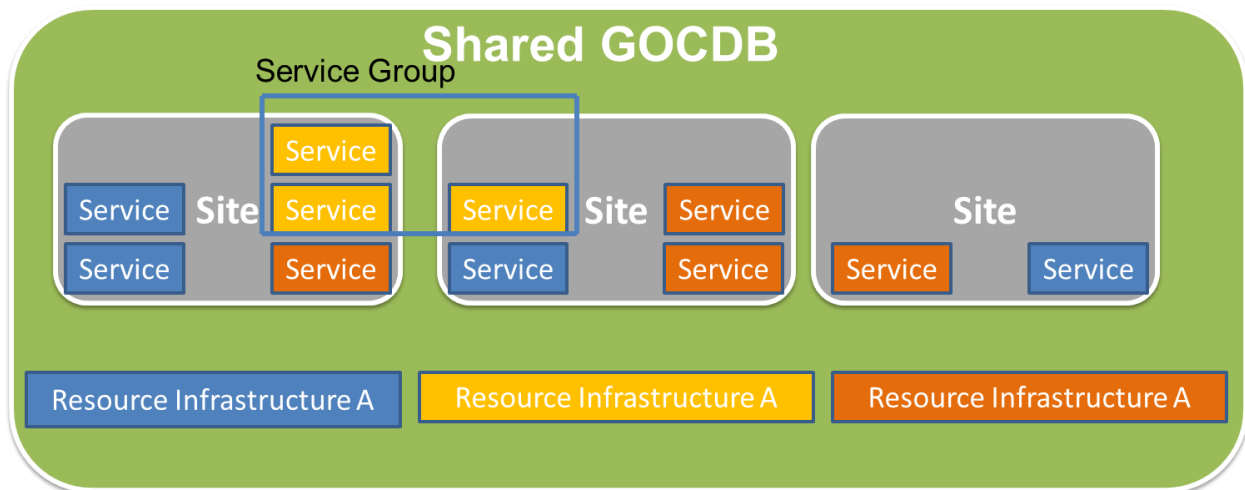 Shared GOCDB
Service Group
Service
Service
Site
Service
Service
Service
Service
Site
Service
Service
Service
Site
Service
Service
Service
Resource Infrastructure A
Resource Infrastructure A
Resource Infrastructure A